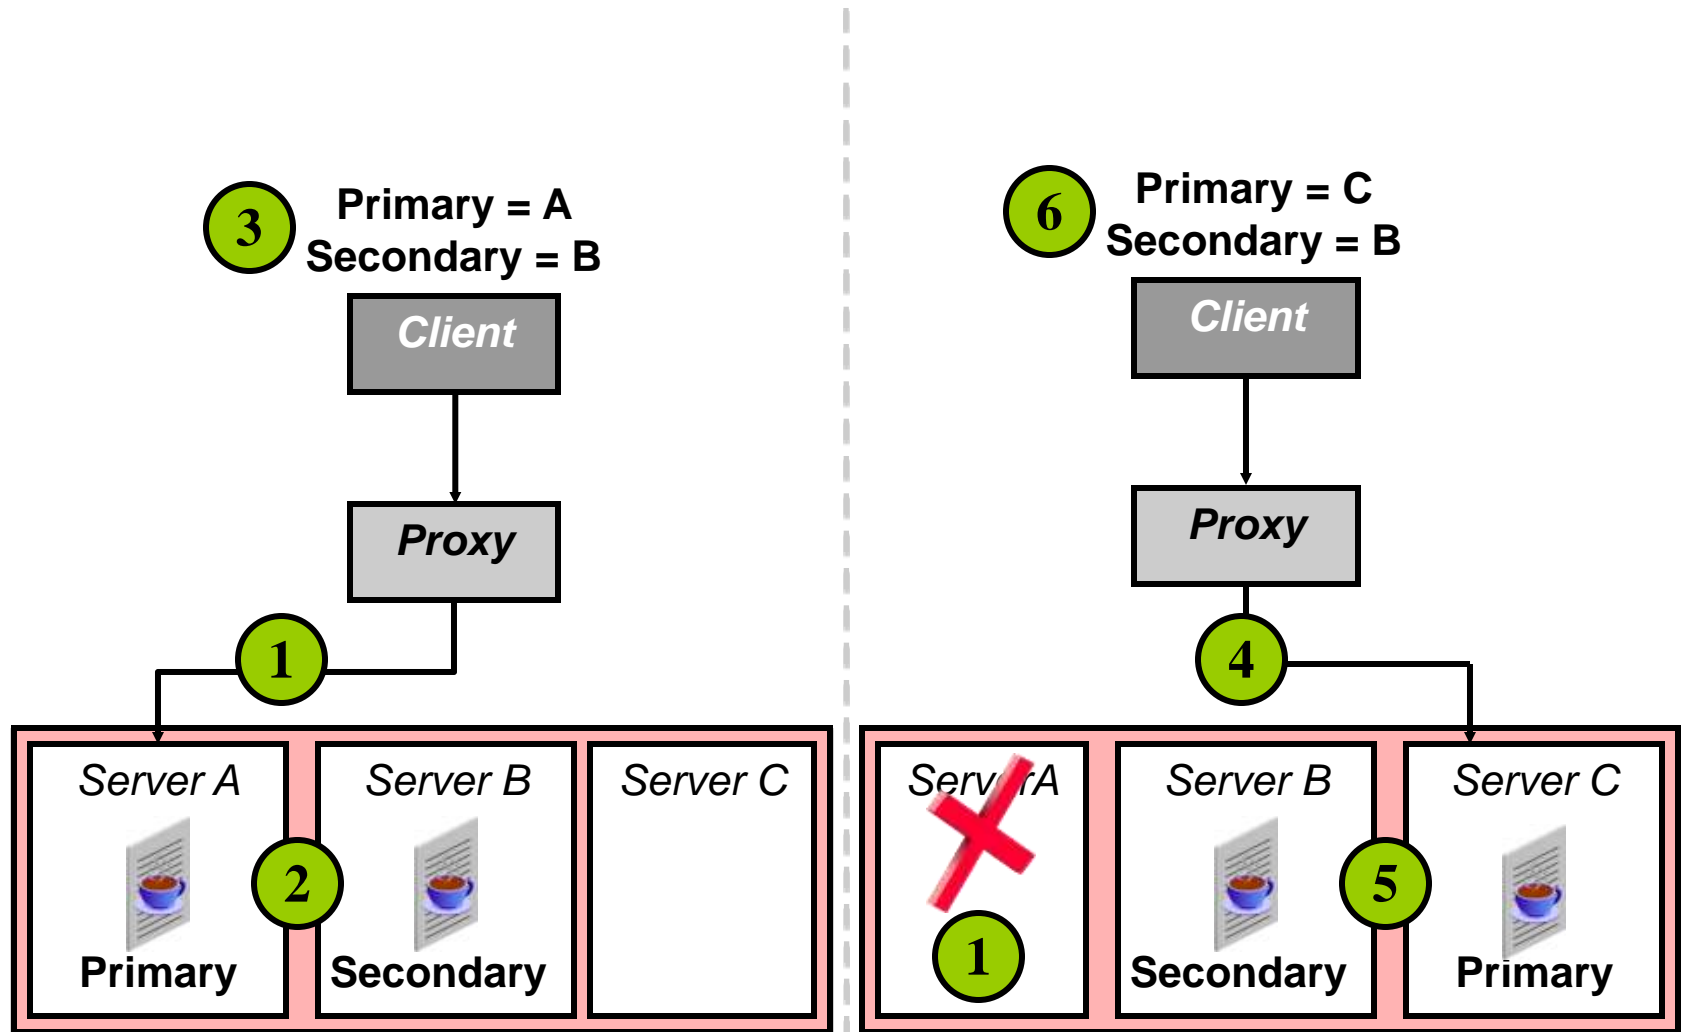 3
Primary = A
Secondary = B
Client
Proxy
1
Server A
Server B
Server C
2
Primary
Secondary
6
Primary = C
Secondary = B
Client
Proxy
4
ServerA
Server B
Server C
5
1
Secondary
Primary